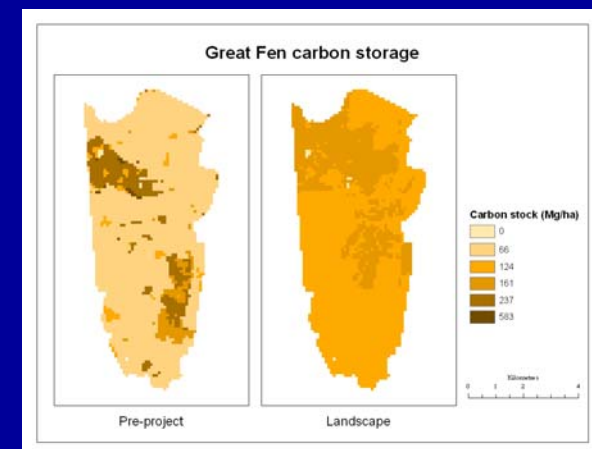 Great Fen carbon storage
Carbon stock (Mg/ha)
0
66
124
161
237
583
Kilometers
0 1 2 4
Pre-project
Landscape